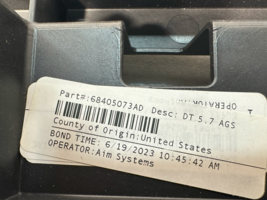 OPERATOR
Part#:68405073AD Desc: DT 5.7 AGS
County of Origin:United States
BOND TIME: 6/19/2023 10:45:42 AM
OPERATOR:Aim Systems